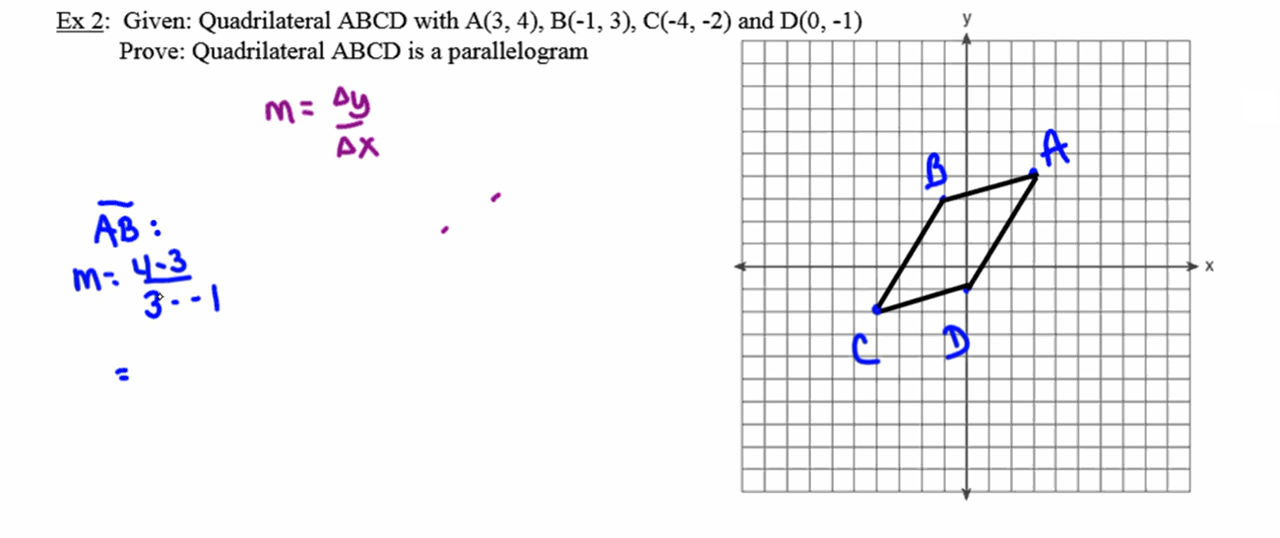 Ex 2: Given: Quadrilateral ABCD with A(3, 4), B(-1, 3), C(-4, -2) and D(0, -1)
Prove: Quadrilateral ABCD is a parallelogram
y
m = Δy
Δx
A
B
AB:
x
m = 4-3
3--1
C
D
=